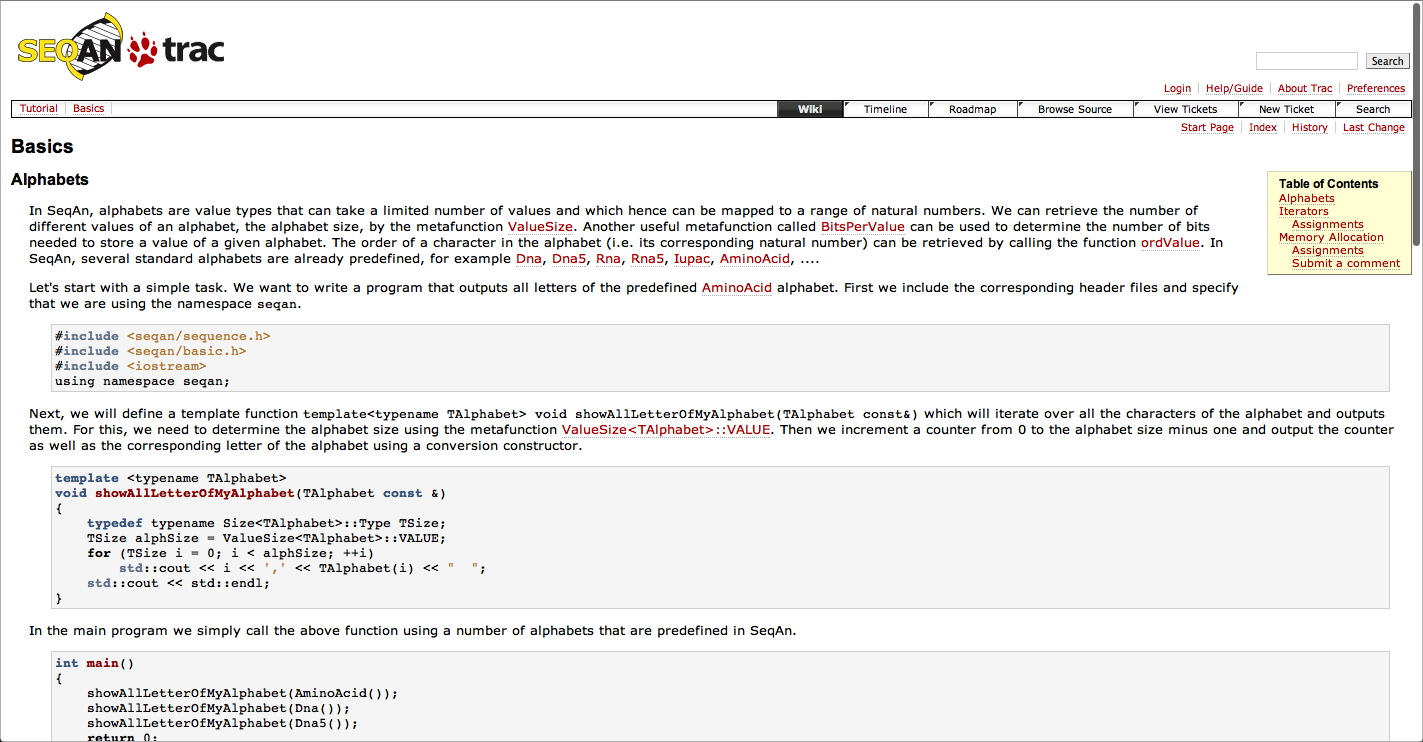 SEQAN trac
Search
Login Help/Guide About Trac Preferences
Tutorial Basics Wiki Timeline Roadmap Browse Source View Tickets New Ticket Search
Start Page Index History Last Change
Basics
Alphabets
Table of Contents
Alphabets
Iterators
Assignments
Memory Allocation
Assignments
Submit a comment
In SeqAn, alphabets are value types that can take a limited number of values and which hence can be mapped to a range of natural numbers. We can retrieve the number of
different values of an alphabet, the alphabet size, by the metafunction ValueSize. Another useful metafunction called BitsPerValue can be used to determine the number of bits
needed to store a value of a given alphabet. The order of a character in the alphabet (i.e. its corresponding natural number) can be retrieved by calling the function ordValue. In
SeqAn, several standard alphabets are already predefined, for example Dna, Dna5, Rna, Rna5, Iupac, AminoAcid, ....
Let's start with a simple task. We want to write a program that outputs all letters of the predefined AminoAcid alphabet. First we include the corresponding header files and specify
that we are using the namespace seqan.
#include <seqan/sequence.h>
#include <seqan/basic.h>
#include <iostream>
using namespace seqan;
Next, we will define a template function template<typename TAlphabet> void showAllLetterOfMyAlphabet(TAlphabet const&) which will iterate over all the characters of the alphabet and outputs
them. For this, we need to determine the alphabet size using the metafunction ValueSize<TAlphabet>::VALUE. Then we increment a counter from 0 to the alphabet size minus one and output the counter
as well as the corresponding letter of the alphabet using a conversion constructor.
template <typename TAlphabet>
void showAllLetterOfMyAlphabet(TAlphabet const &)
{
    typedef typename Size<TAlphabet>::Type TSize;
    TSize alphSize = ValueSize<TAlphabet>::VALUE;
    for (TSize i = 0; i < alphSize; ++i)
        std::cout << i << ',' << TAlphabet(i) << "  ";
    std::cout << std::endl;
}
In the main program we simply call the above function using a number of alphabets that are predefined in SeqAn.
int main()
{
    showAllLetterOfMyAlphabet(AminoAcid());
    showAllLetterOfMyAlphabet(Dna());
    showAllLetterOfMyAlphabet(Dna5());
    return 0;